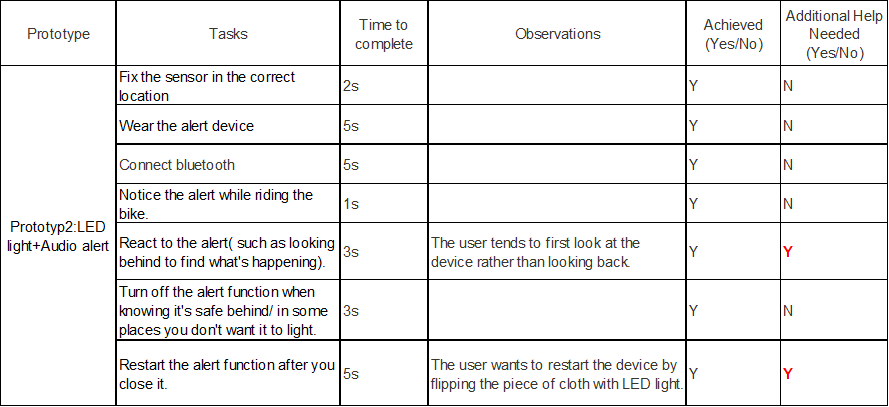 Prototype
Tasks
Time to
complete
Observations
Achieved
(Yes/No)
Additional Help
Needed
(Yes/No)
Prototyp2:LED
light+Audio alert
Fix the sensor in the correct
location
2s
Y
N
Wear the alert device
5s
Y
N
Connect bluetooth
5s
Y
N
Notice the alert while riding the
bike.
1s
Y
N
React to the alert( such as looking
behind to find what's happening).
3s
The user tends to first look at the
device rather than looking back.
Y
Y
Turn off the alert function when
knowing it's safe behind/ in some
places you don't want it to light.
3s
Y
N
Restart the alert function after you
close it.
5s
The user wants to restart the device by
flipping the piece of cloth with LED light.
Y
Y